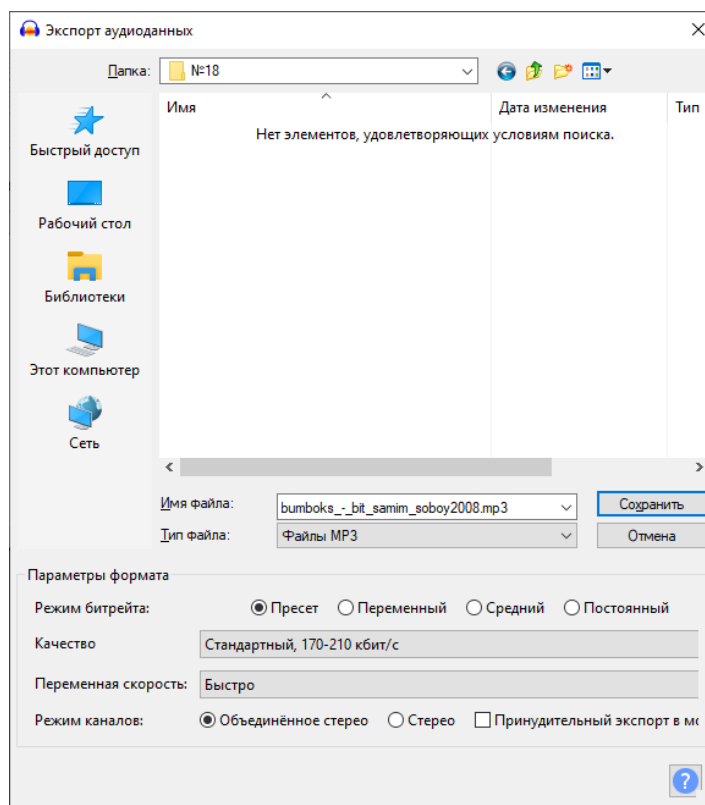 Экспорт аудиоданных
Папка: №18
Имя Дата изменения Тип
Нет элементов, удовлетворяющих условиям поиска.
Быстрый доступ
Рабочий стол
Библиотеки
Этот компьютер
Сеть
Имя файла: bumboks_-_bit_samim_soboy2008.mp3 Сохранить
Тип файла: Файлы MP3 Отмена
Параметры формата
Режим битрейта: Пресет Переменный Средний Постоянный
Качество Стандартный, 170-210 кбит/с
Переменная скорость: Быстро
Режим каналов: Объединённое стерео Стерео Принудительный экспорт в мо
?